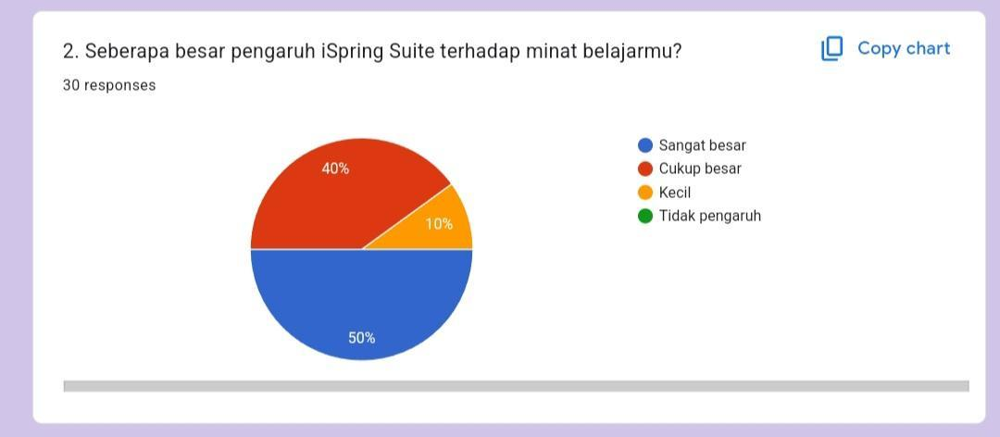 2. Seberapa besar pengaruh iSpring Suite terhadap minat belajarmu?
Copy chart
30 responses
40%
10%
50%
Sangat besar
Cukup besar
Kecil
Tidak pengaruh